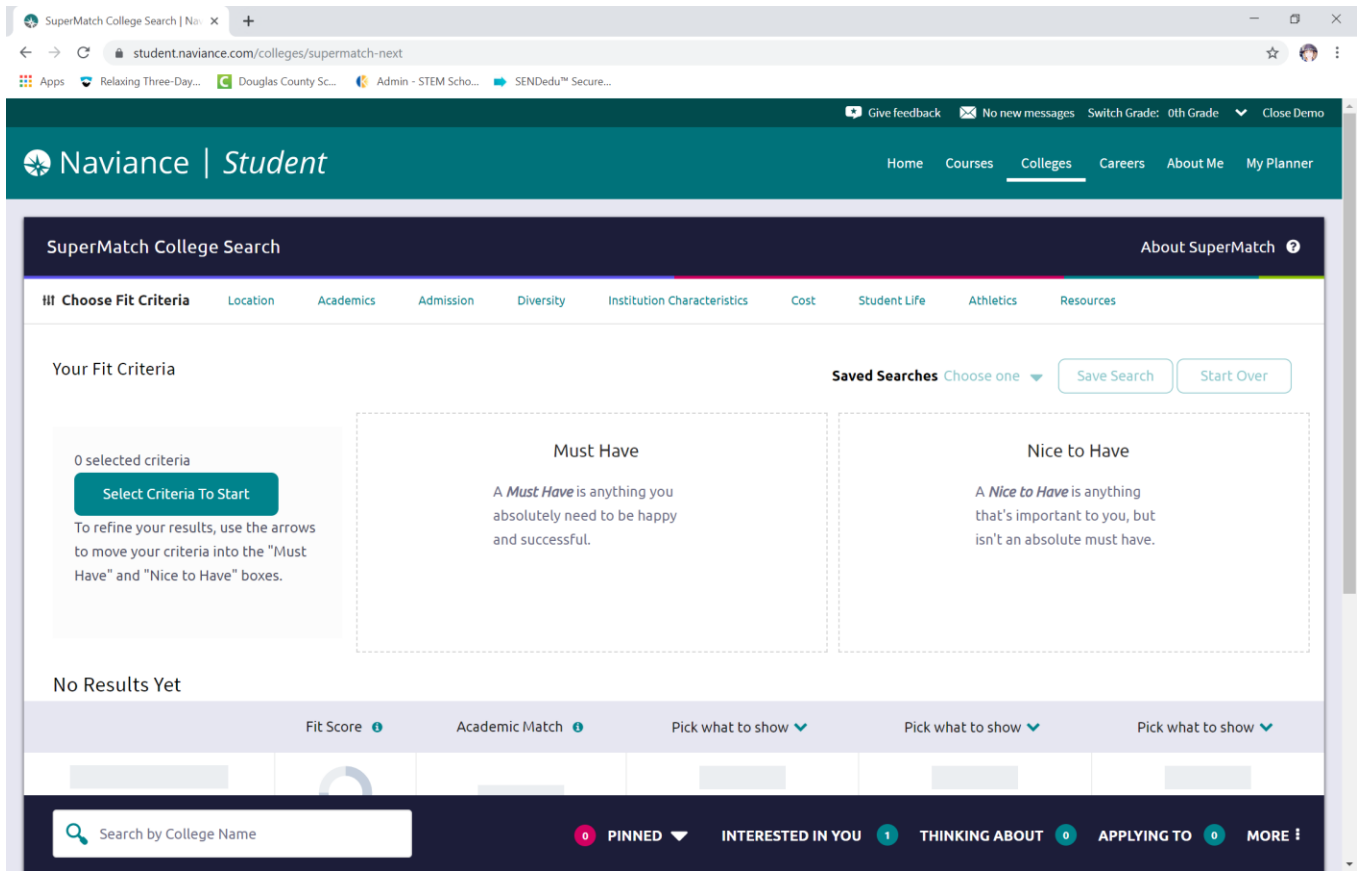 SuperMatch College Search | Nav
student.naviance.com/colleges/supermatch-next
Apps Relaxing Three-Day... Douglas County Sc... Admin - STEM Scho... SENDedu™ Secure...
Give feedback No new messages Switch Grade: 0th Grade Close Demo
Naviance | Student
Home Courses Colleges Careers About Me My Planner
SuperMatch College Search
About SuperMatch ?
Choose Fit Criteria Location Academics Admission Diversity Institution Characteristics Cost Student Life Athletics Resources
Your Fit Criteria
Saved Searches Choose one Save Search Start Over
0 selected criteria
Select Criteria To Start
To refine your results, use the arrows
to move your criteria into the "Must
Have" and "Nice to Have" boxes.
Must Have
A Must Have is anything you
absolutely need to be happy
and successful.
Nice to Have
A Nice to Have is anything
that's important to you, but
isn't an absolute must have.
No Results Yet
Fit Score Academic Match Pick what to show Pick what to show Pick what to show
Search by College Name
0 PINNED INTERESTED IN YOU 1 THINKING ABOUT 0 APPLYING TO 0 MORE